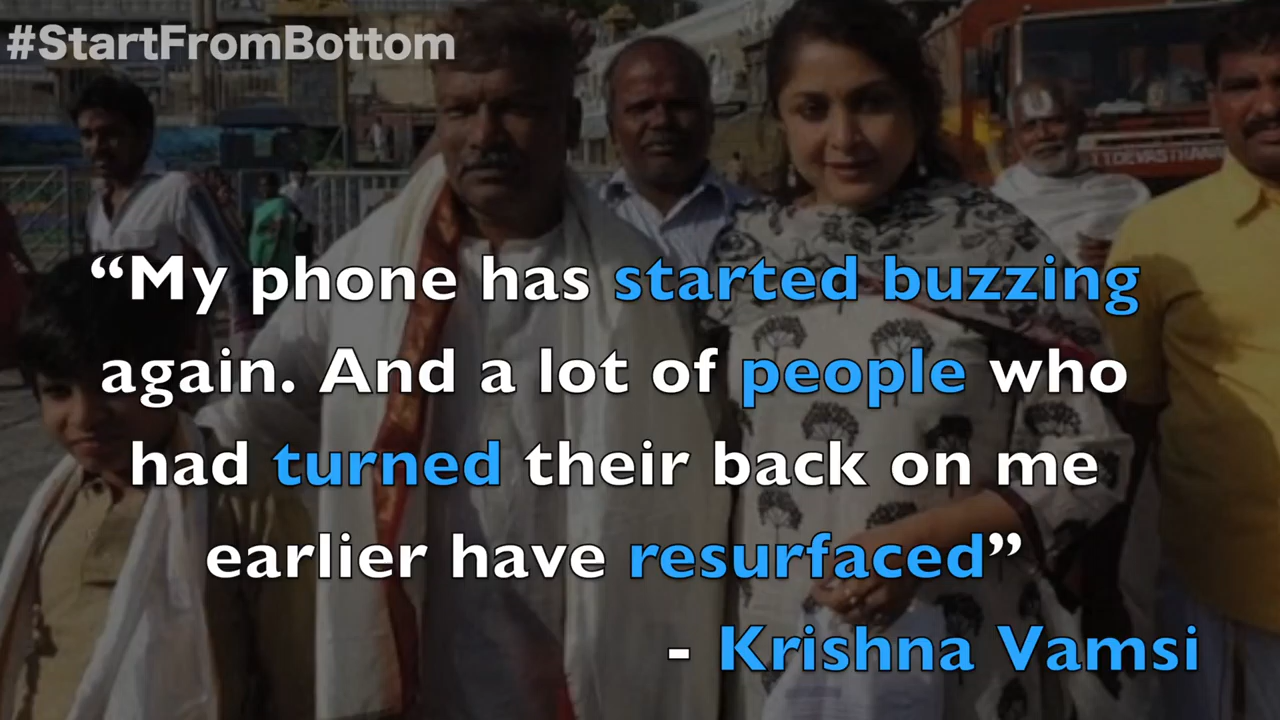 #StartFromBottom
T.T.DEVASTHAN
“My phone has started buzzing
again. And a lot of people who
had turned their back on me
earlier have resurfaced”
- Krishna Vamsi